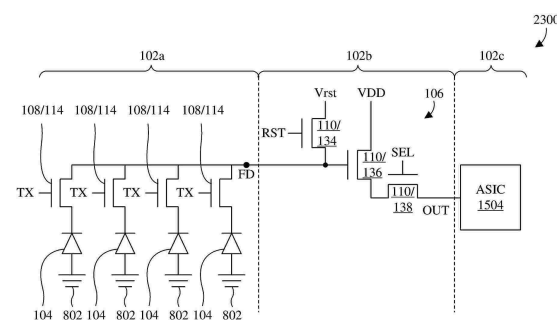 2300
102a 102b 102c
108/114 108/114 108/114 108/114
Vrst VDD 106
RST 110/
134
SEL
FD 110/
136
TX TX TX TX
110/
138
OUT
ASIC
1504
104 802 104 802 104 802 104 802